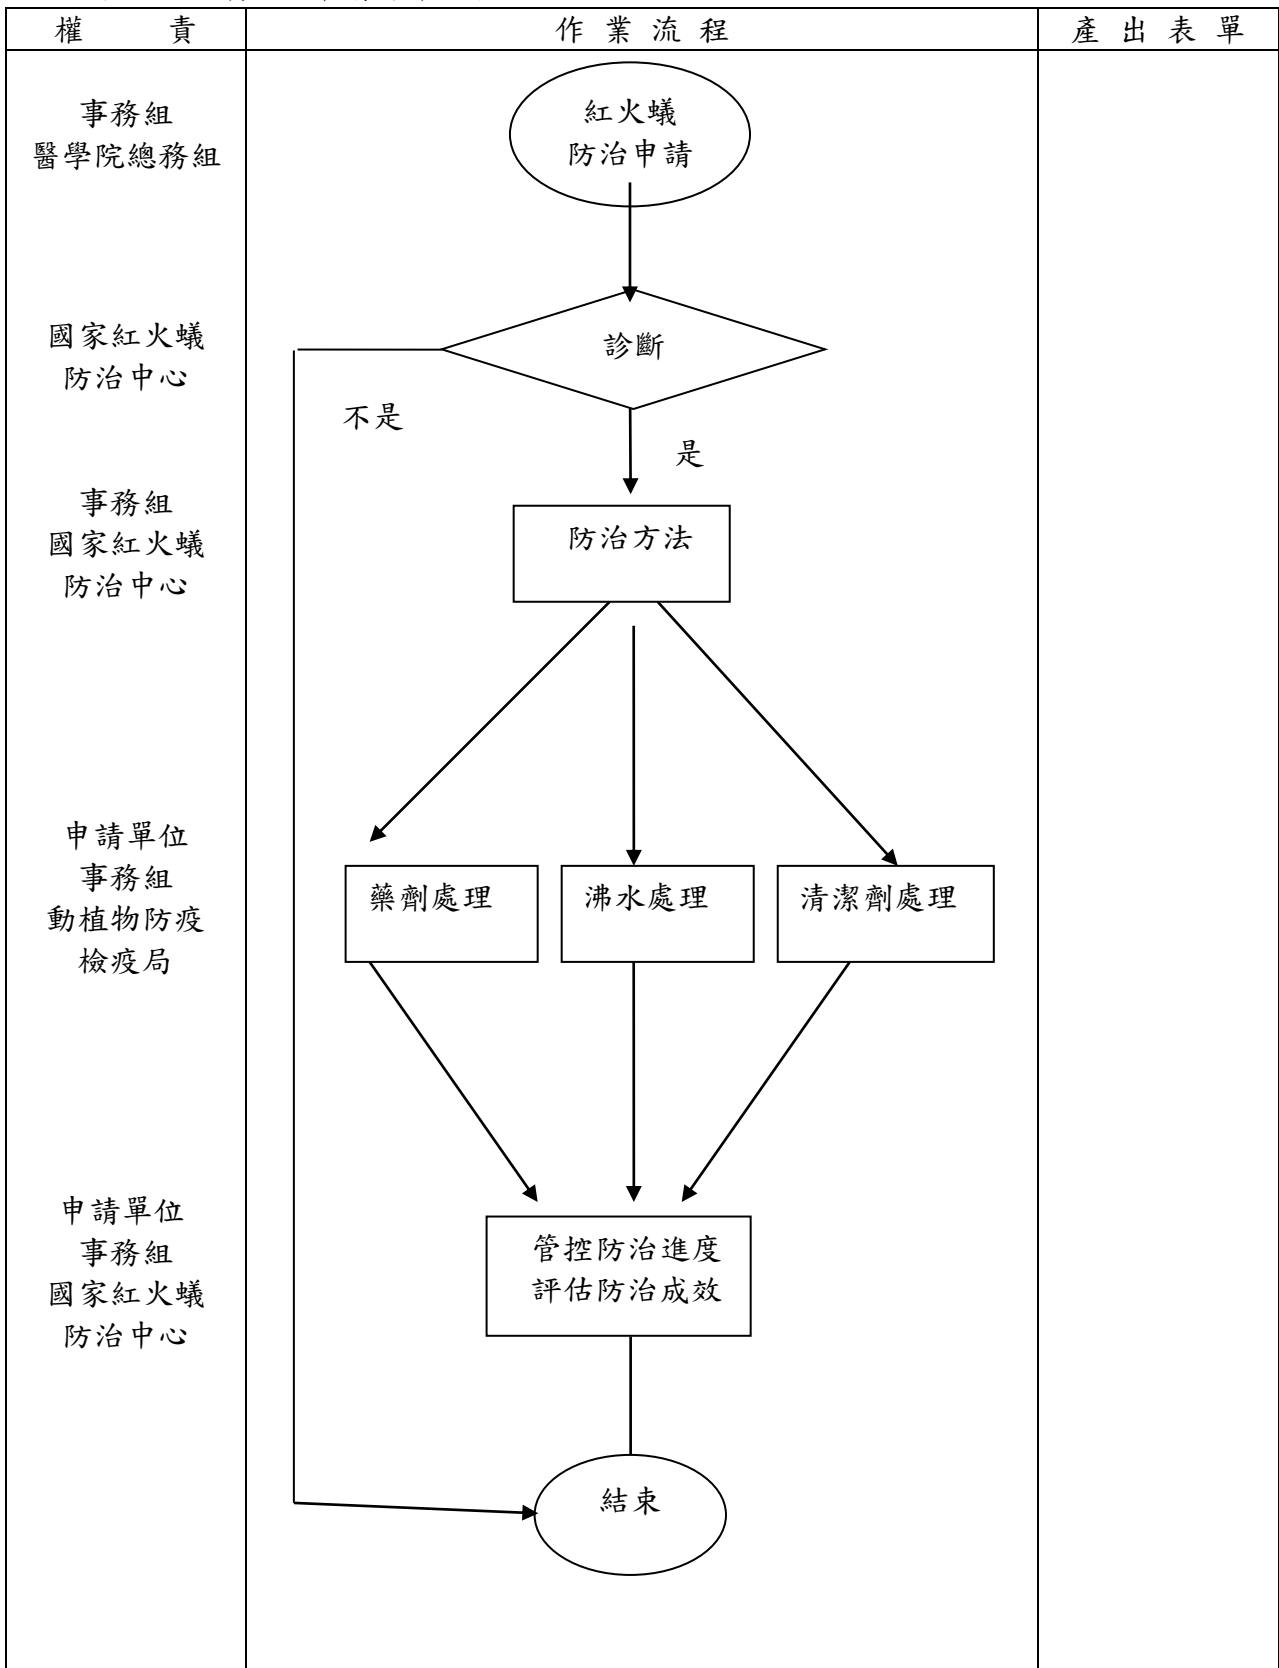 權 責
作 業 流 程
產 出 表 單
事務組
醫學院總務組
紅火蟻
防治申請
國家紅火蟻
防治中心
診斷
不是
是
事務組
國家紅火蟻
防治中心
防治方法
申請單位
事務組
動植物防疫
檢疫局
藥劑處理
沸水處理
清潔劑處理
申請單位
事務組
國家紅火蟻
防治中心
管控防治進度
評估防治成效
結束